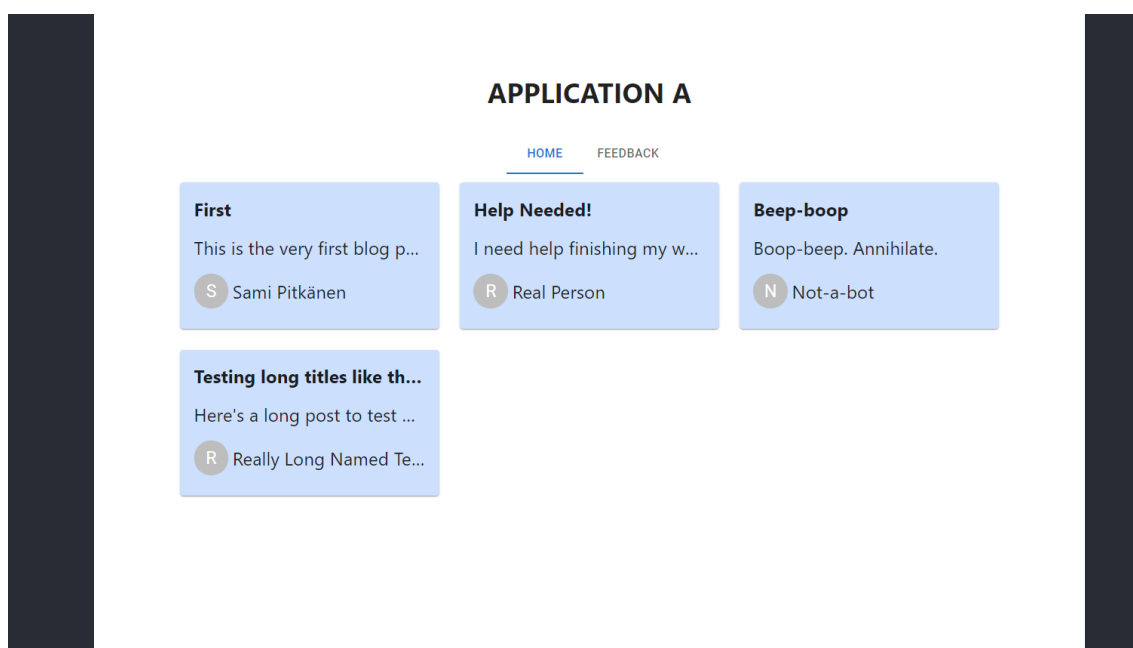 APPLICATION A
HOME
FEEDBACK
First
This is the very first blog p...
S
Sami Pitkänen
Help Needed!
I need help finishing my w...
R
Real Person
Beep-boop
Boop-beep. Annihilate.
N
Not-a-bot
Testing long titles like th...
Here's a long post to test ...
R
Really Long Named Te...